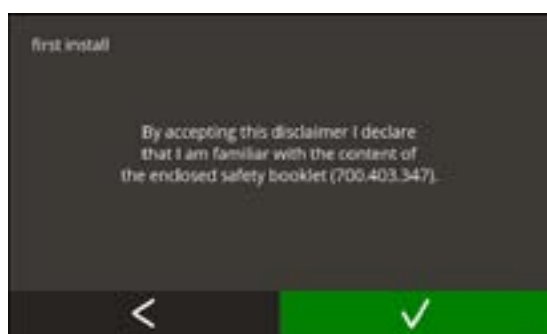 first install
By accepting this disclaimer I declare
that I am familiar with the content of
the enclosed safety booklet (700.403.347).